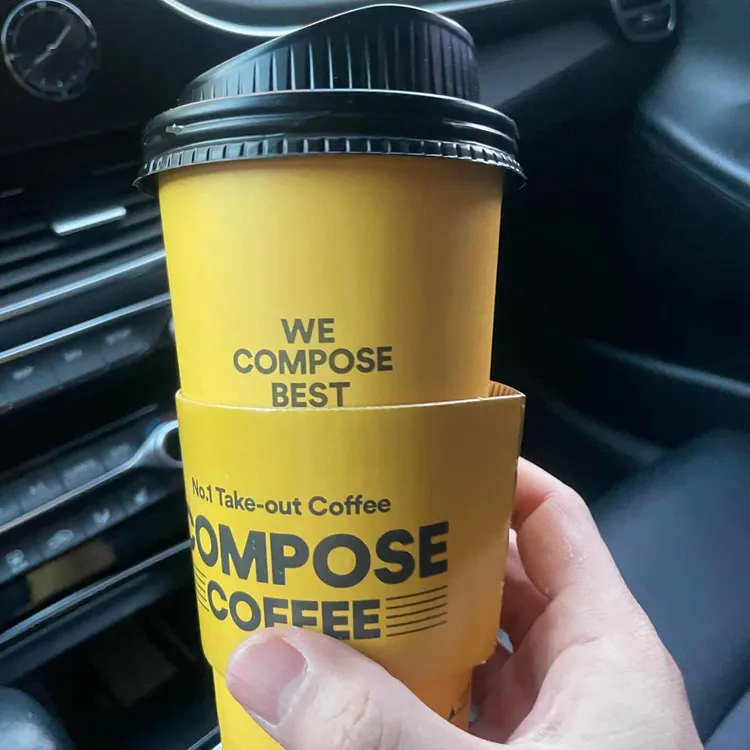 WE
COMPOSE
BEST
No.1 Take-out Coffee
COMPOSE
COFFEE